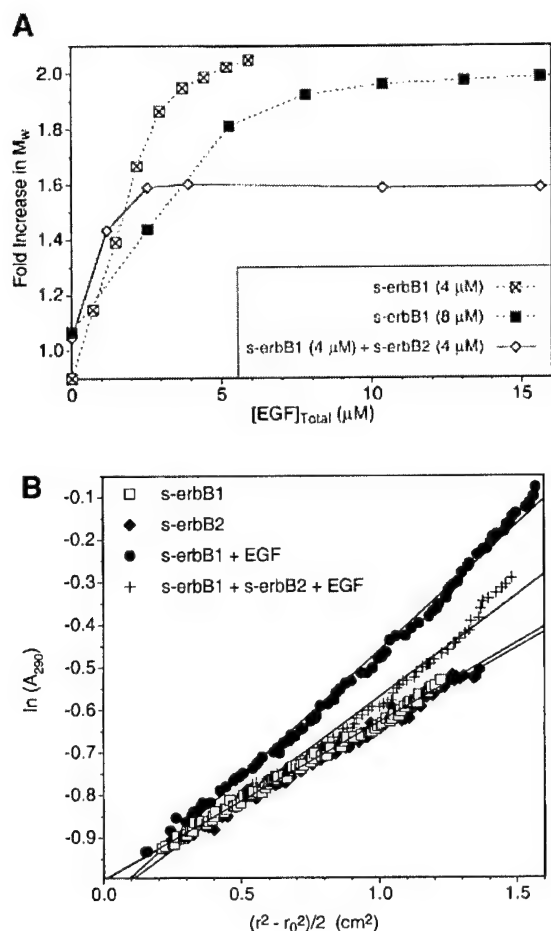 A
Fold Increase in Mw
2.0
1.8
1.6
1.4
1.2
1.0
s-erbB1 (4 μM)
s-erbB1 (8 μM)
s-erbB1 (4 μM) + s-erbB2 (4 μM)
0 5 10 15
[EGF]Total (μM)
B
s-erbB1
s-erbB2
s-erbB1 + EGF
s-erbB1 + s-erbB2 + EGF
ln (A290)
-0.1
-0.2
-0.3
-0.4
-0.5
-0.6
-0.7
-0.8
-0.9
0.0 0.5 1.0 1.5
(r² - r₀²)/2 (cm²)